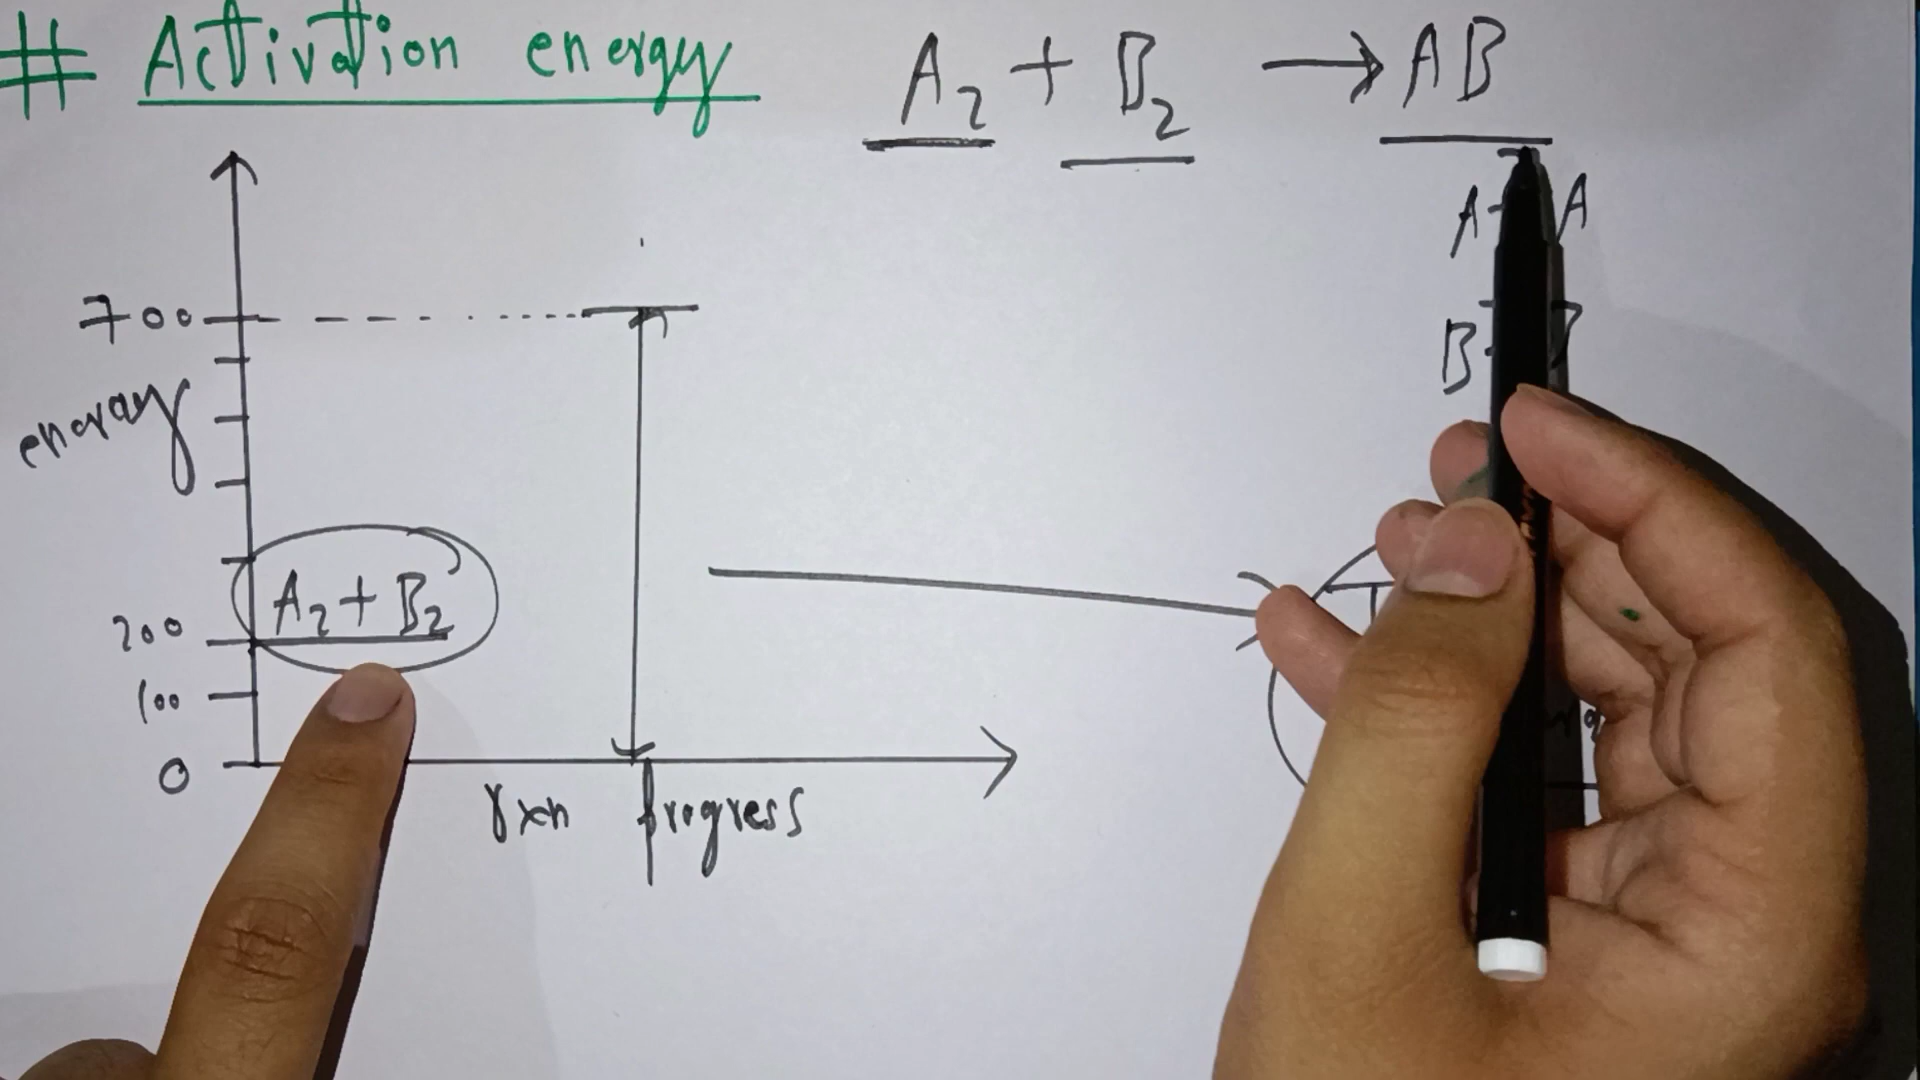 # Activation energy
A₂ + B₂ → AB
A - A
B -
700
energy
A₂ + B₂
200
100
0
rxn progress